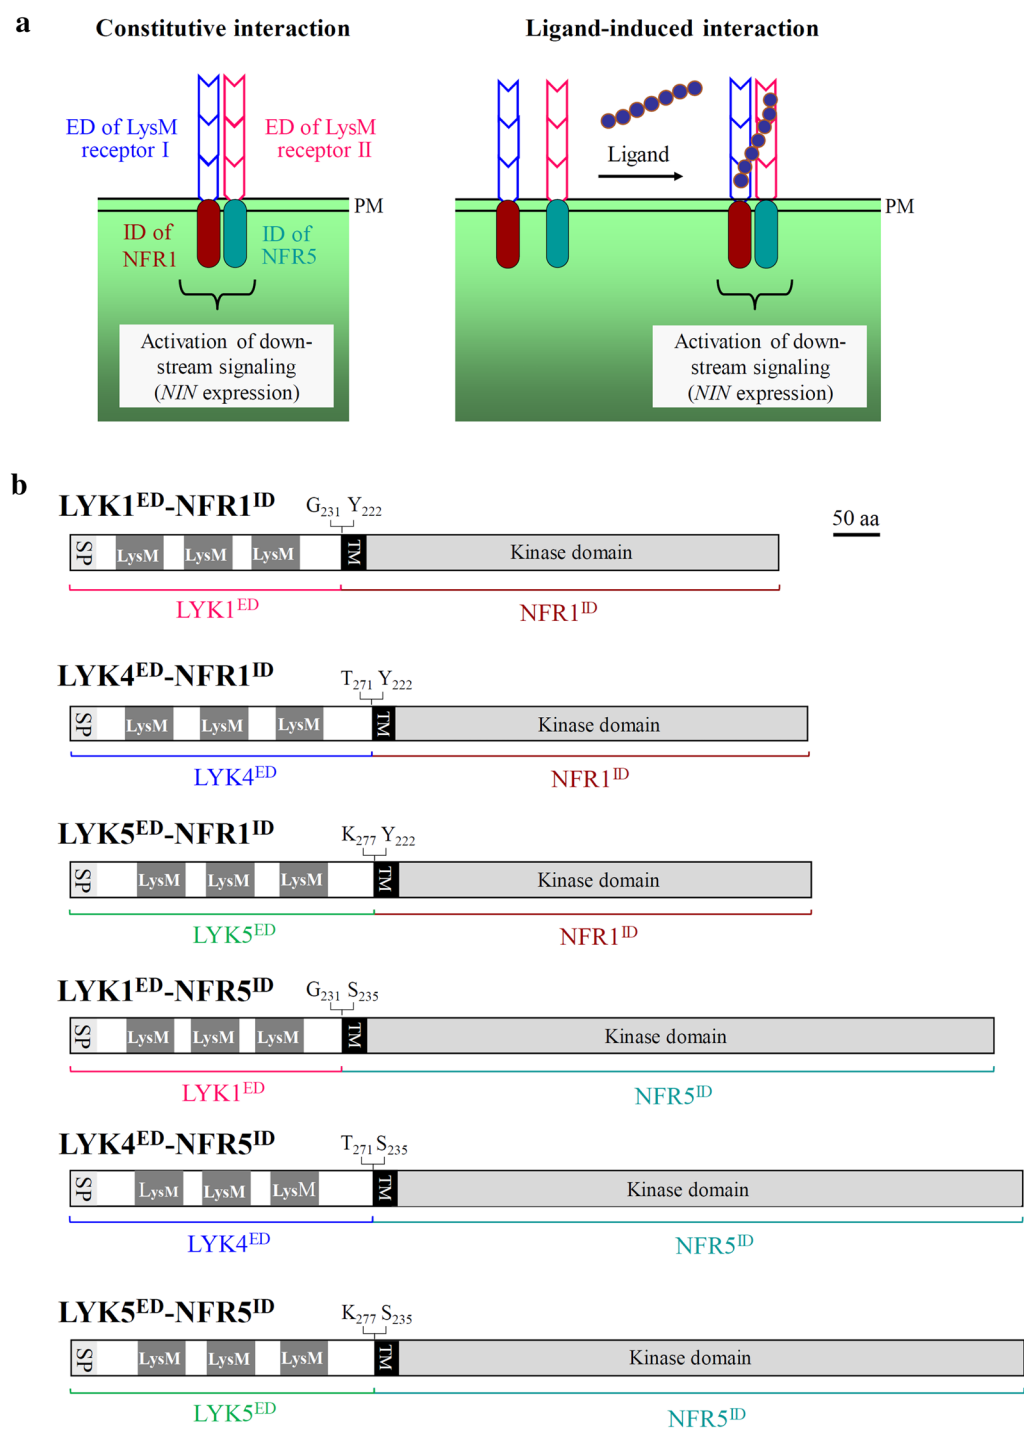 a
Constitutive interaction
Ligand-induced interaction
ED of LysM
receptor I
ED of LysM
receptor II
Ligand
PM
PM
ID of
NFR1
ID of
NFR5
Activation of down-
stream signaling
(NIN expression)
Activation of down-
stream signaling
(NIN expression)
b
LYK1ED-NFR1ID
G231 Y222
50 aa
SP LysM LysM LysM TM Kinase domain
LYK1ED NFR1ID
LYK4ED-NFR1ID
T271 Y222
SP LysM LysM LysM TM Kinase domain
LYK4ED NFR1ID
LYK5ED-NFR1ID
K277 Y222
SP LysM LysM LysM TM Kinase domain
LYK5ED NFR1ID
LYK1ED-NFR5ID
G231 S235
SP LysM LysM LysM TM Kinase domain
LYK1ED NFR5ID
LYK4ED-NFR5ID
T271 S235
SP LysM LysM LysM TM Kinase domain
LYK4ED NFR5ID
LYK5ED-NFR5ID
K277 S235
SP LysM LysM LysM TM Kinase domain
LYK5ED NFR5ID